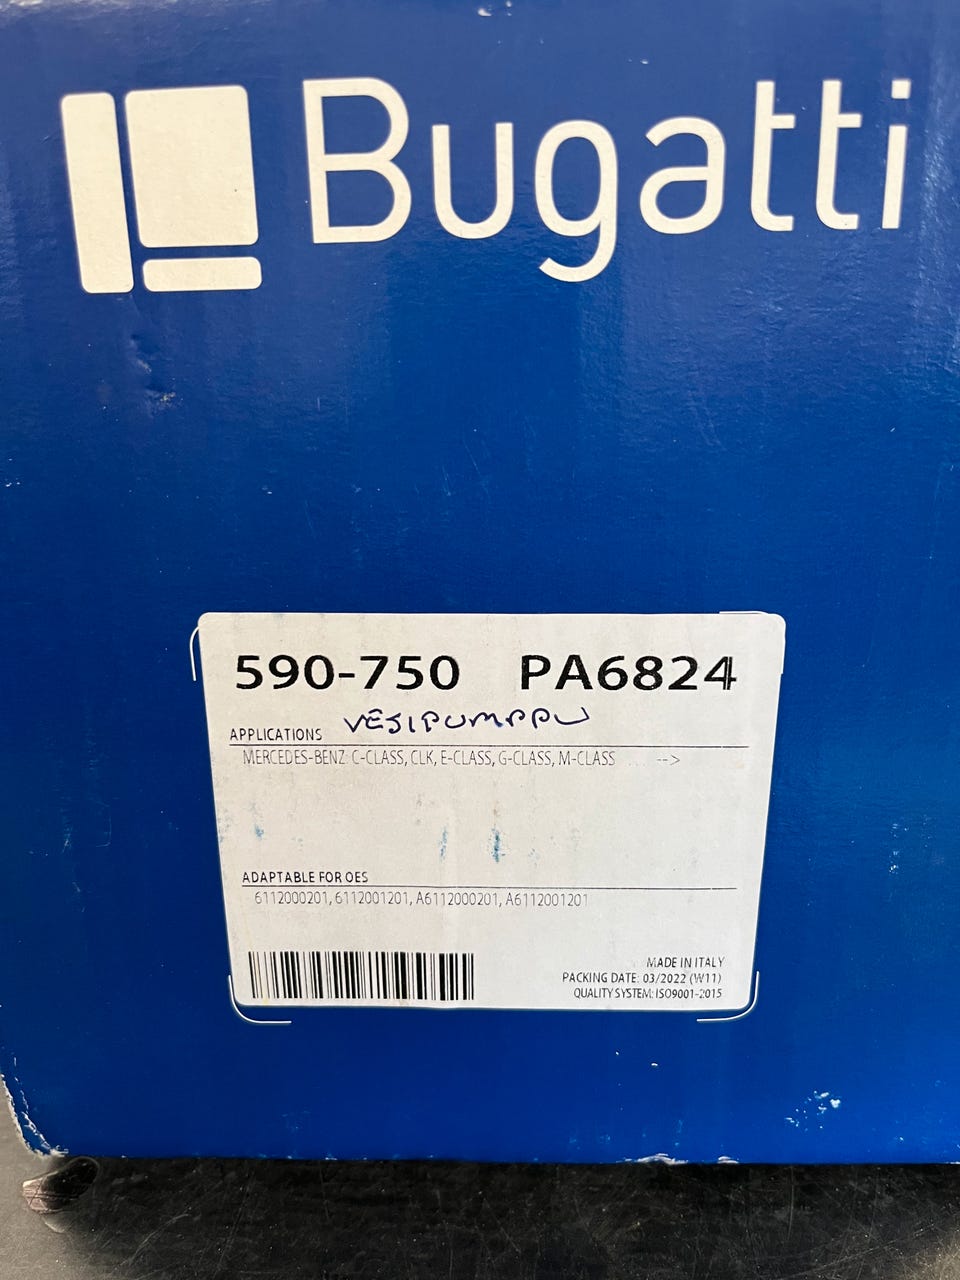 Bugatti
590-750 PA6824
VESIPUMPPU
APPLICATIONS
MERCEDES-BENZ: C-CLASS, CLK, E-CLASS, G-CLASS, M-CLASS .... -->
ADAPTABLE FOR OES
6112000201, 6112001201, A6112000201, A6112001201
MADE IN ITALY
PACKING DATE: 03/2022 (W11)
QUALITY SYSTEM: ISO9001-2015